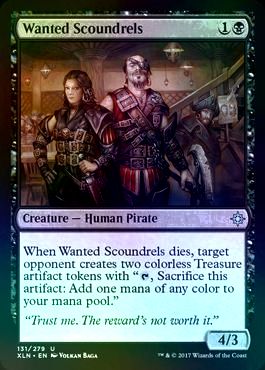 Wanted Scoundrels 1
Creature — Human Pirate
When Wanted Scoundrels dies, target
opponent creates two colorless Treasure
artifact tokens with “, Sacrifice this
artifact: Add one mana of any color to
your mana pool.”
“Trust me. The reward's not worth it.”
4/3
131/279 U
XLN • EN Volkan Baga
™ & © 2017 Wizards of the Coast